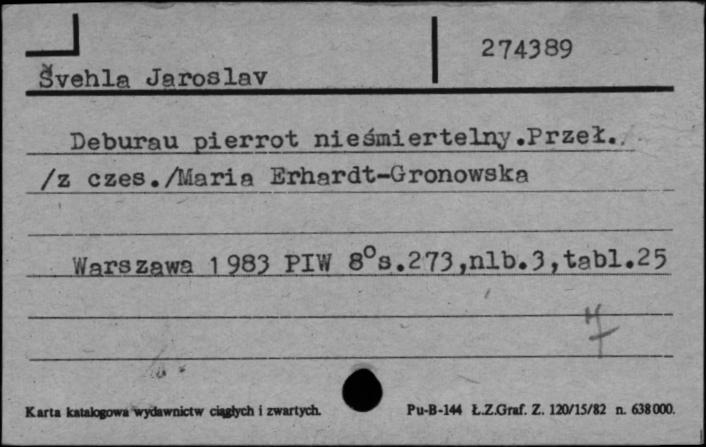 274389
Švehla Jaroslav
Deburau pierrot nieśmiertelny.Przeł.
/z czes./Maria Erhardt-Gronowska
Warszawa 1983 PIW 8°s.273,nlb.3,tabl.25
Karta katalogowa wydawnictw ciągłych i zwartych.
Pu-B-144 Ł.Z.Graf. Z. 120/15/82 n. 638000.